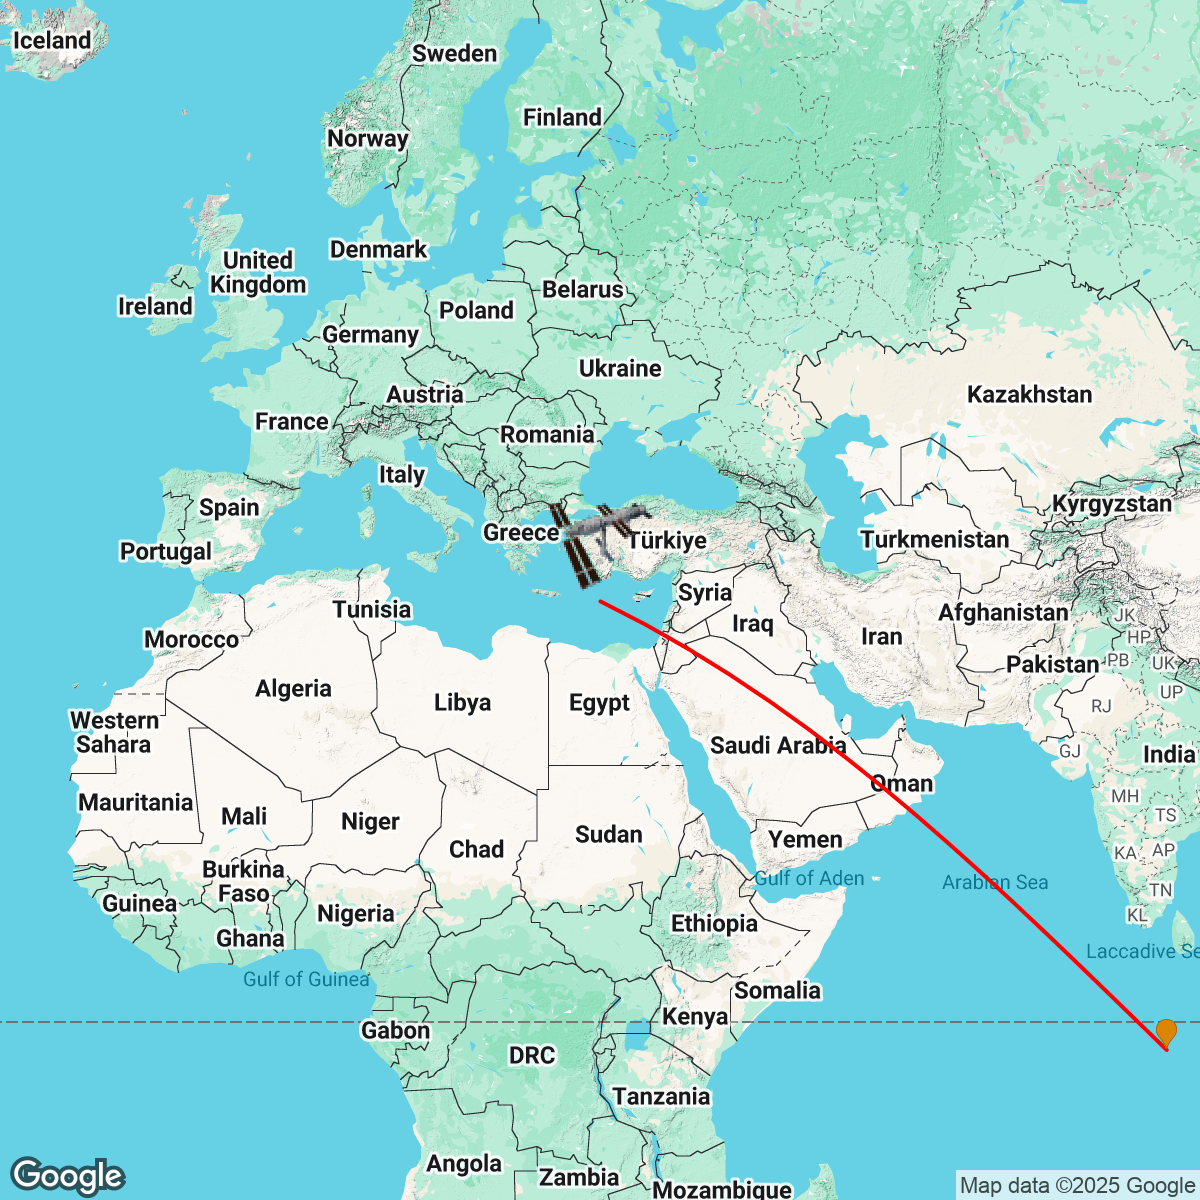 Iceland
Sweden
Finland
Norway
Denmark
United
Kingdom
Ireland
Belarus
Poland
Germany
Ukraine
Austria
Kazakhstan
France
Romania
Italy
Spain
Kyrgyzstan
Greece
Türkiye
Turkmenistan
Portugal
Syria
Tunisia
Afghanistan
JK
Iraq
Iran
HP
Morocco
Pakistan
PB
UK
Algeria
UP
Libya
Egypt
RJ
Western
Sahara
Saudi Arabia
GJ
India
Oman
Mauritania
MH
Mali
Niger
TS
Sudan
Yemen
Chad
KA
AP
Burkina
Faso
Gulf of Aden
Arabian Sea
TN
Guinea
Nigeria
KL
Ethiopia
Ghana
Laccadive Se
Gulf of Guinea
Somalia
Kenya
Gabon
DRC
Tanzania
Angola
Zambia
Mozambique
Google
Map data ©2025 Google